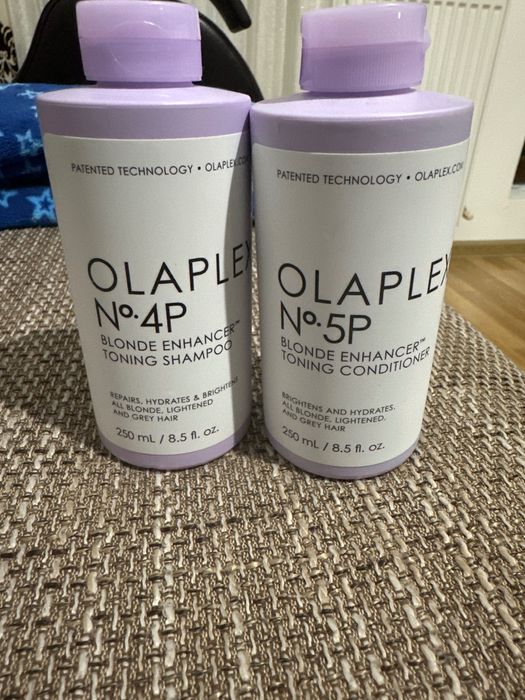 PATENTED TECHNOLOGY • OLAPLEX.COM
OLAPLEX
Nº.4P
BLONDE ENHANCER™
TONING SHAMPOO
REPAIRS, HYDRATES & BRIGHTENS
ALL BLONDE, LIGHTENED
AND GREY HAIR
250 mL / 8.5 fl. oz.
PATENTED TECHNOLOGY • OLAPLEX.COM
OLAPLEX
Nº.5P
BLONDE ENHANCER™
TONING CONDITIONER
BRIGHTENS AND HYDRATES,
ALL BLONDE, LIGHTENED,
AND GREY HAIR
250 mL / 8.5 fl. oz.